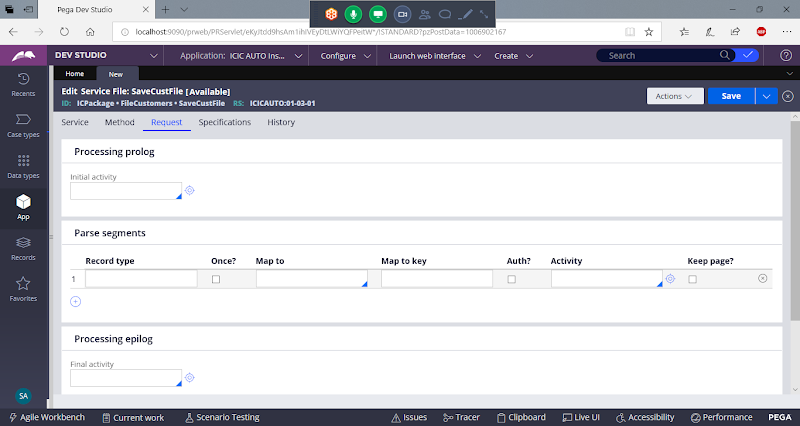 Pega Dev Studio
localhost:9090/prweb/PRServlet/
DEV STUDIO
Application: ICIC AUTO Ins...
Configure
Launch web interface
Create
Search
Recents
Case types
Data types
App
Records
Favorites
SA
Home
New
Edit Service File: SaveCustFile [Available]
ID: ICPackage • FileCustomers • SaveCustFile RS: ICICAUTO:01-03-01
Actions
Save
Service Method Request Specifications History
Processing prolog
Initial activity
Parse segments
Record type Once? Map to Map to key Auth? Activity Keep page?
1
Processing epilog
Final activity
Agile Workbench Current work Scenario Testing Issues Tracer Clipboard Live UI Accessibility Performance PEGA